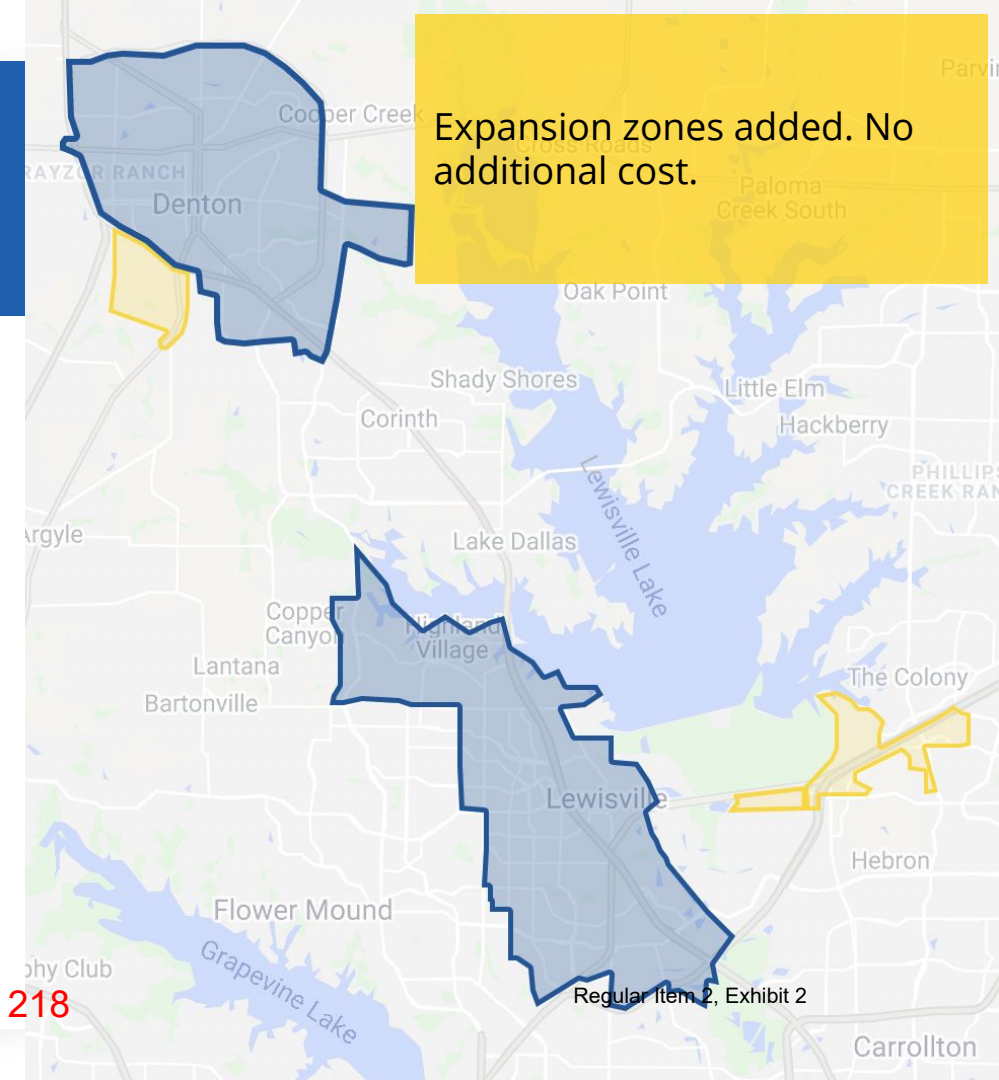 Parvin
Cooper Creek
Expansion zones added. No
additional cost.
Cross Roads
RAYZOR RANCH
Paloma
Creek South
Denton
Oak Point
Shady Shores
Little Elm
Corinth
Hackberry
PHILLIPS
CREEK RAN
Lewisville Lake
Argyle
Lake Dallas
Copper
Canyon
Highland
Village
Lantana
The Colony
Bartonville
Lewisville
Hebron
Flower Mound
Grapevine Lake
phy Club
218
Regular Item 2, Exhibit 2
Carrollton